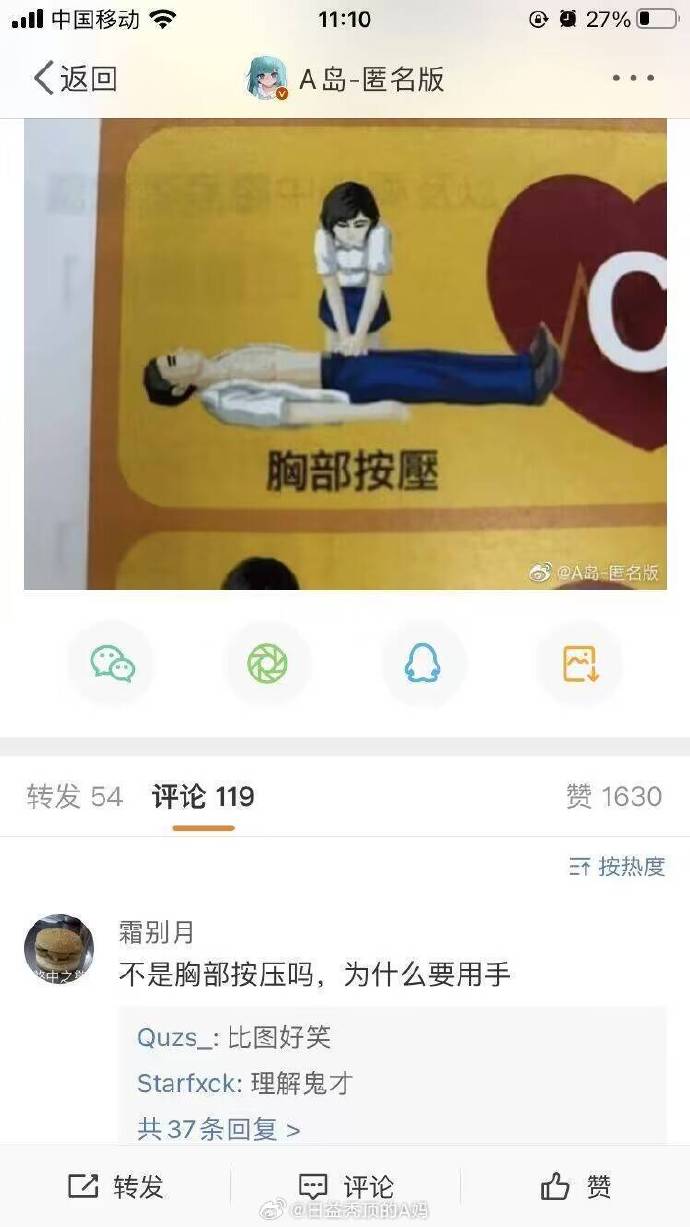 中国移动
11:10
27%
返回
A岛-匿名版
C
胸部按壓
@A岛-匿名版
转发 54
评论 119
赞 1630
按热度
霜别月
不是胸部按压吗，为什么要用手
Quzs_: 比图好笑
Starfxck: 理解鬼才
共37条回复 >
转发
评论
赞
@日益秃顶的A妈